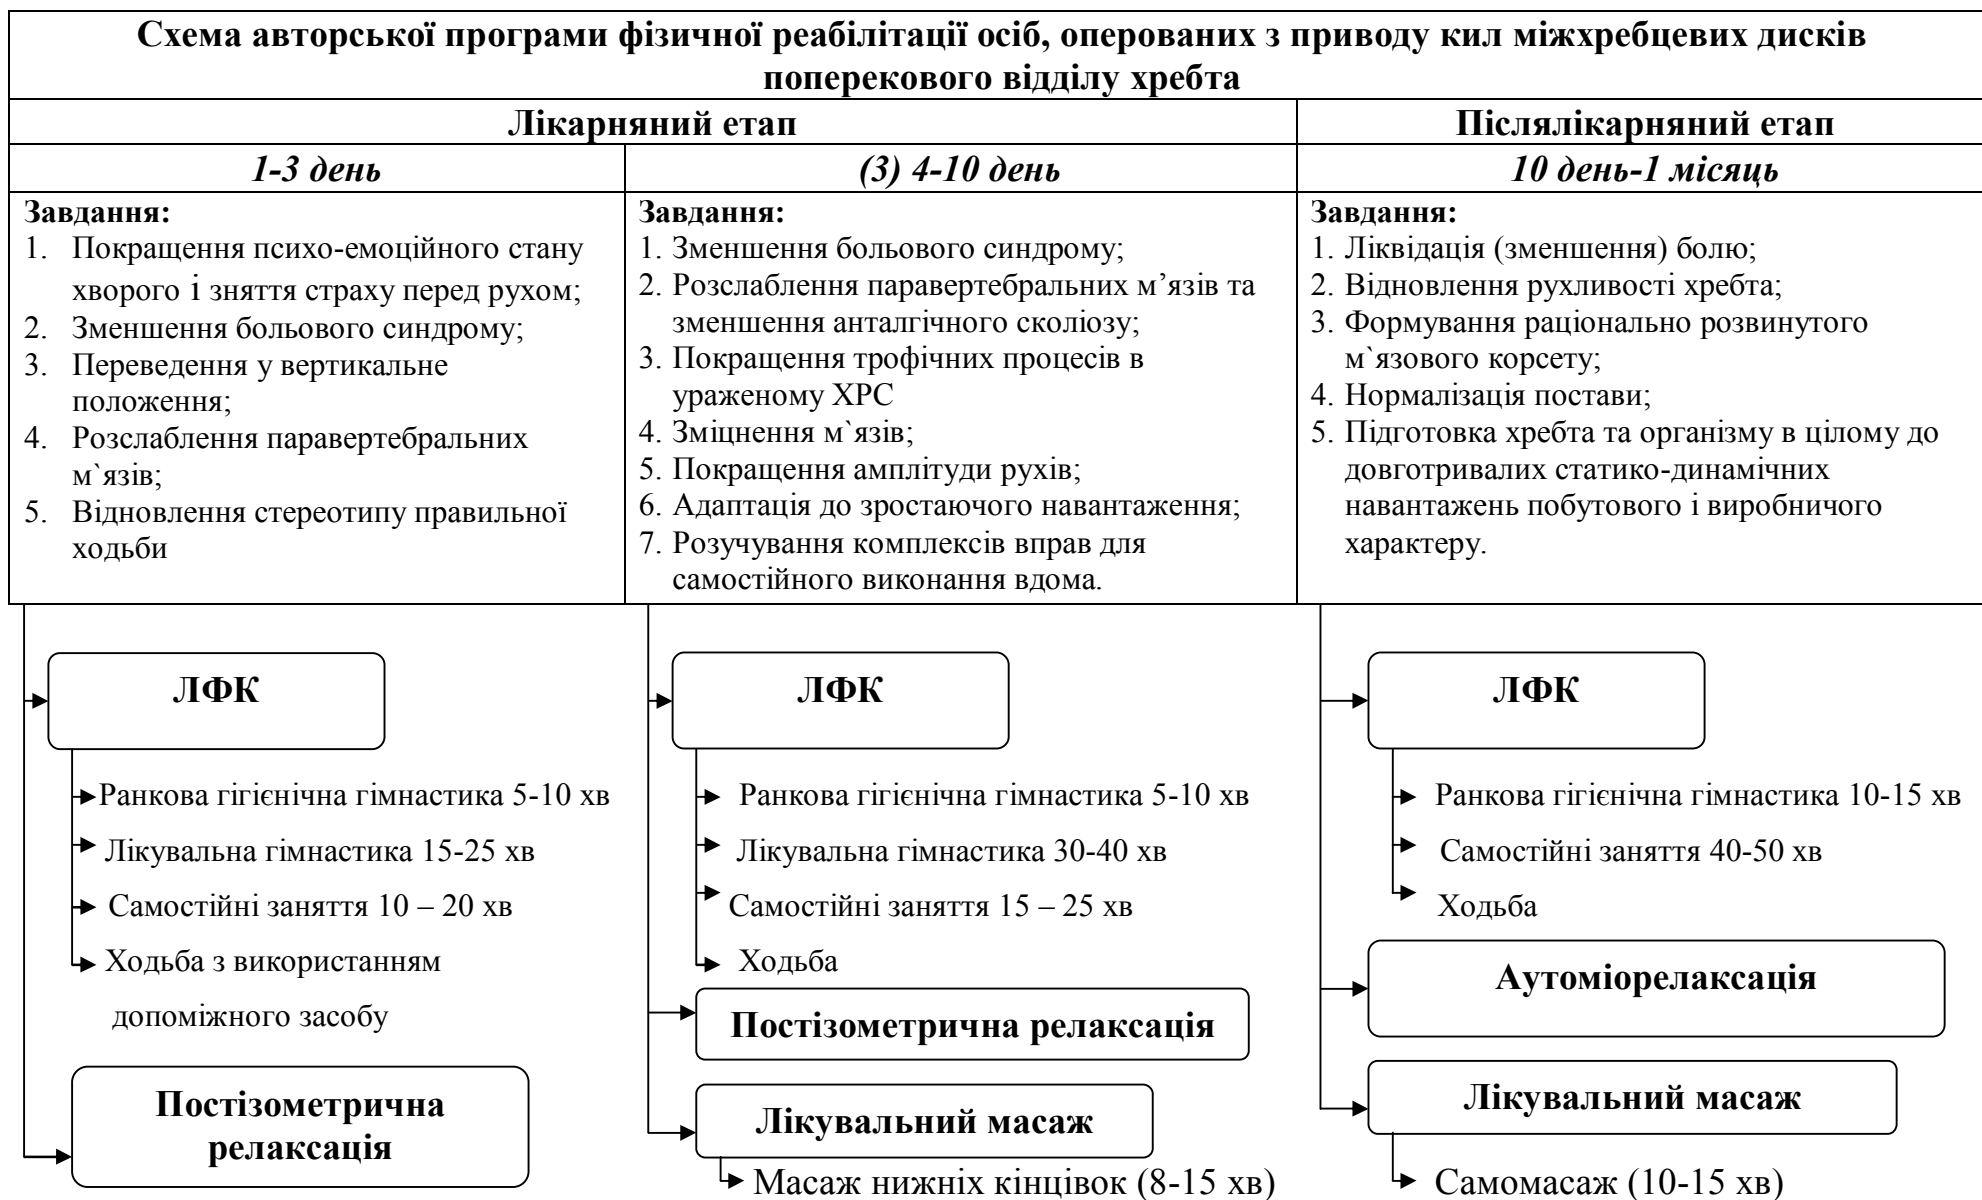 Схема авторської програми фізичної реабілітації осіб, оперованих з приводу кил міжхребцевих дисків
поперекового відділу хребта
Лікарняний етап
Післялікарняний етап
1-3 день
(3) 4-10 день
10 день-1 місяць
Завдання:
1. Покращення психо-емоційного стану
хворого і зняття страху перед рухом;
2. Зменшення больового синдрому;
3. Переведення у вертикальне
положення;
4. Розслаблення паравертебральних
м`язів;
5. Відновлення стереотипу правильної
ходьби
Завдання:
1. Зменшення больового синдрому;
2. Розслаблення паравертебральних м’язів та
зменшення анталгічного сколіозу;
3. Покращення трофічних процесів в
ураженому ХРС
4. Зміцнення м`язів;
5. Покращення амплітуди рухів;
6. Адаптація до зростаючого навантаження;
7. Розучування комплексів вправ для
самостійного виконання вдома.
Завдання:
1. Ліквідація (зменшення) болю;
2. Відновлення рухливості хребта;
3. Формування раціонально розвинутого
м`язового корсету;
4. Нормалізація постави;
5. Підготовка хребта та організму в цілому до
довготривалих статико-динамічних
навантажень побутового і виробничого
характеру.
ЛФК
Ранкова гігієнічна гімнастика 5-10 хв
Лікувальна гімнастика 15-25 хв
Самостійні заняття 10 – 20 хв
Ходьба з використанням
допоміжного засобу
Постізометрична
релаксація
ЛФК
Ранкова гігієнічна гімнастика 5-10 хв
Лікувальна гімнастика 30-40 хв
Самостійні заняття 15 – 25 хв
Ходьба
Постізометрична релаксація
Лікувальний масаж
Масаж нижніх кінцівок (8-15 хв)
ЛФК
Ранкова гігієнічна гімнастика 10-15 хв
Самостійні заняття 40-50 хв
Ходьба
Аутоміорелаксація
Лікувальний масаж
Самомасаж (10-15 хв)